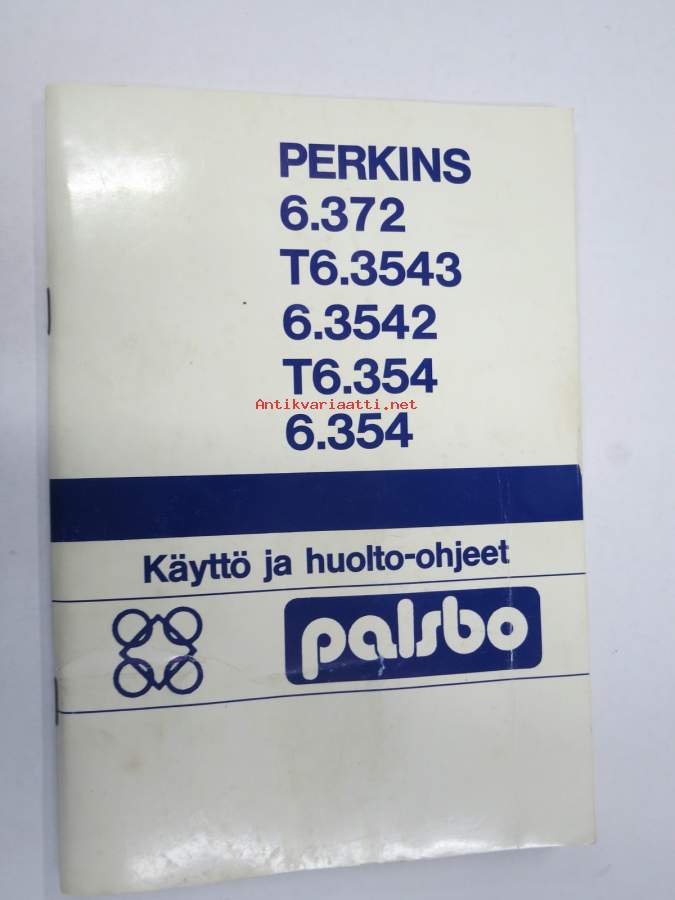 PERKINS
6.372
T6.3543
6.3542
T6.354
Antikvariaatti.net
6.354
Käyttö ja huolto-ohjeet
palsbo